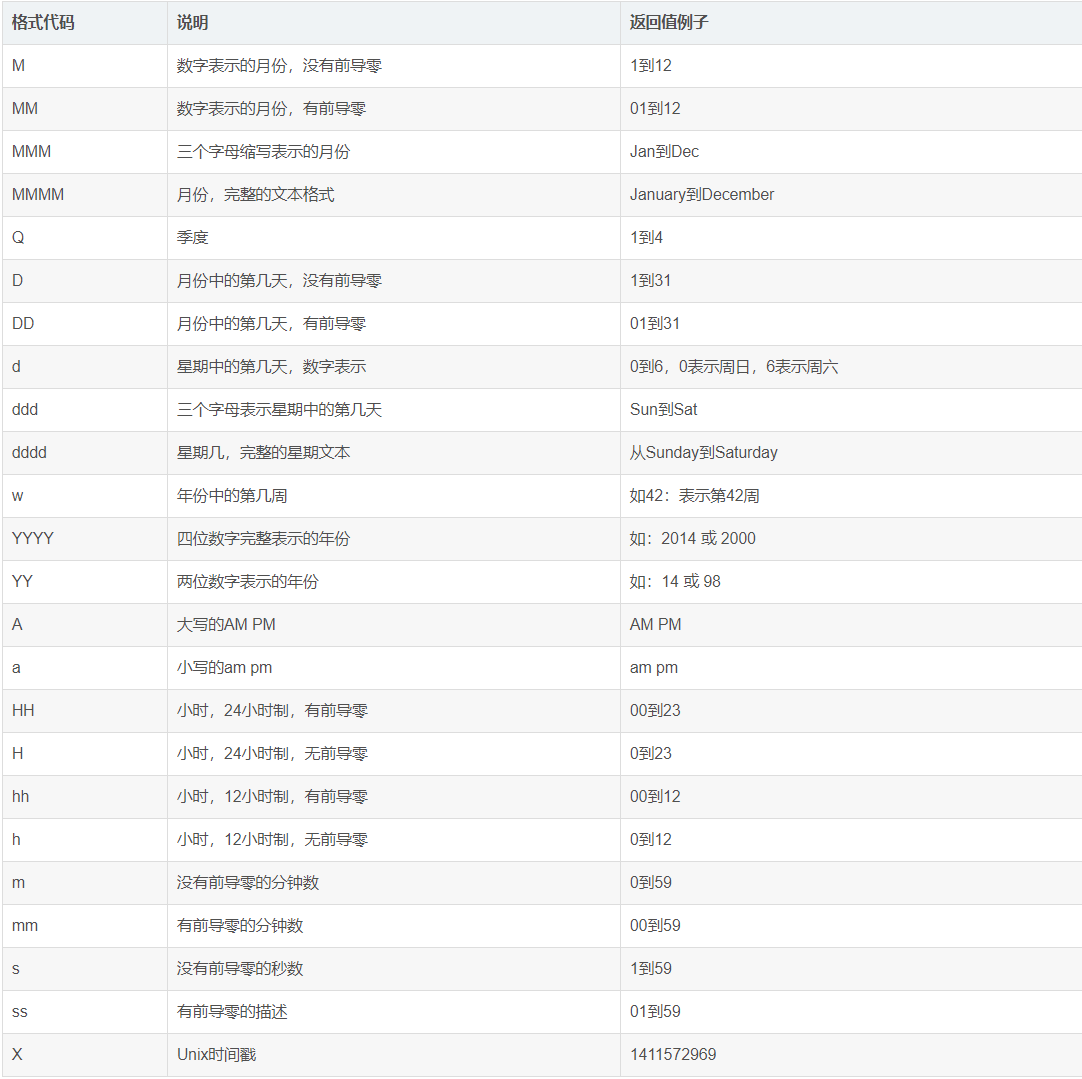 格式代码 说明 返回值例子
M 数字表示的月份，没有前导零 1到12
MM 数字表示的月份，有前导零 01到12
MMM 三个字母缩写表示的月份 Jan到Dec
MMMM 月份，完整的文本格式 January到December
Q 季度 1到4
D 月份中的第几天，没有前导零 1到31
DD 月份中的第几天，有前导零 01到31
d 星期中的第几天，数字表示 0到6，0表示周日，6表示周六
ddd 三个字母表示星期中的第几天 Sun到Sat
dddd 星期几，完整的星期文本 从Sunday到Saturday
w 年份中的第几周 如42：表示第42周
YYYY 四位数字完整表示的年份 如：2014 或 2000
YY 两位数字表示的年份 如：14 或 98
A 大写的AM PM AM PM
a 小写的am pm am pm
HH 小时，24小时制，有前导零 00到23
H 小时，24小时制，无前导零 0到23
hh 小时，12小时制，有前导零 00到12
h 小时，12小时制，无前导零 0到12
m 没有前导零的分钟数 0到59
mm 有前导零的分钟数 00到59
s 没有前导零的秒数 1到59
ss 有前导零的描述 01到59
X Unix时间戳 1411572969